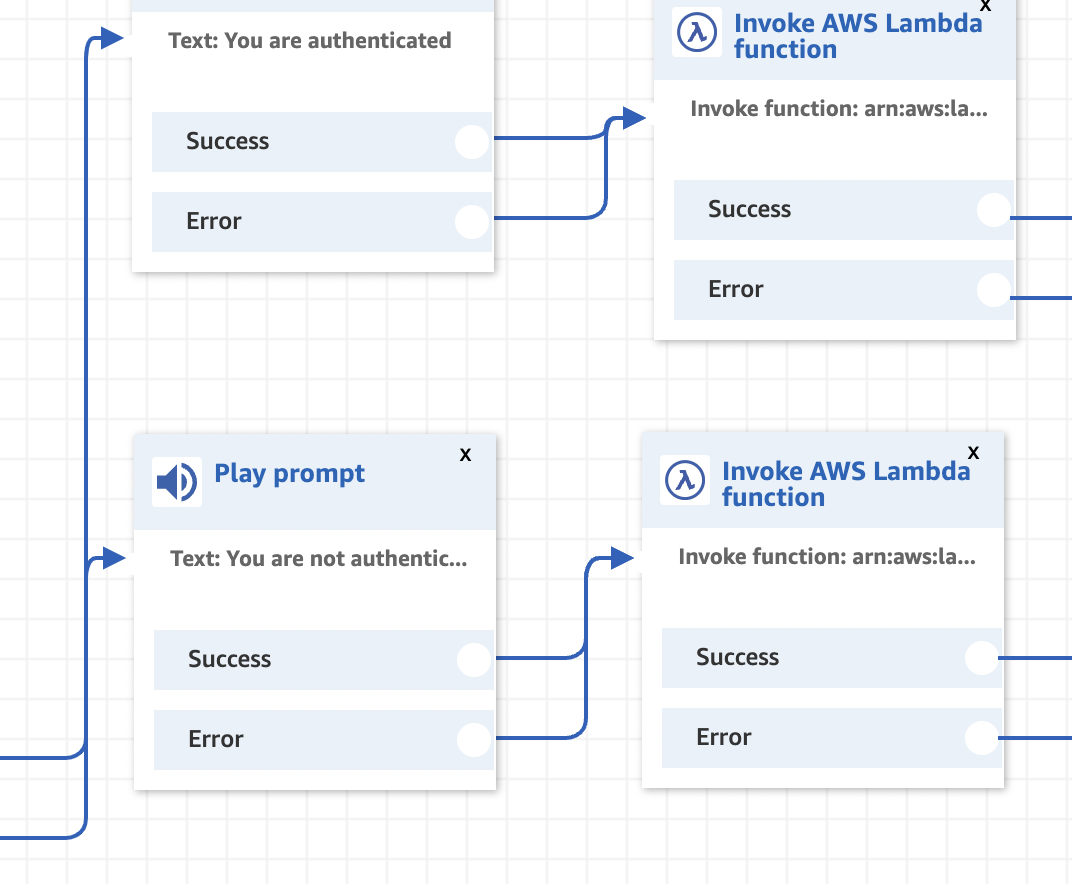 Text: You are authenticated
Success
Error
X
Invoke AWS Lambda
function
Invoke function: arn:aws:la...
Success
Error
X
Play prompt
Text: You are not authentic...
Success
Error
X
Invoke AWS Lambda
function
Invoke function: arn:aws:la...
Success
Error